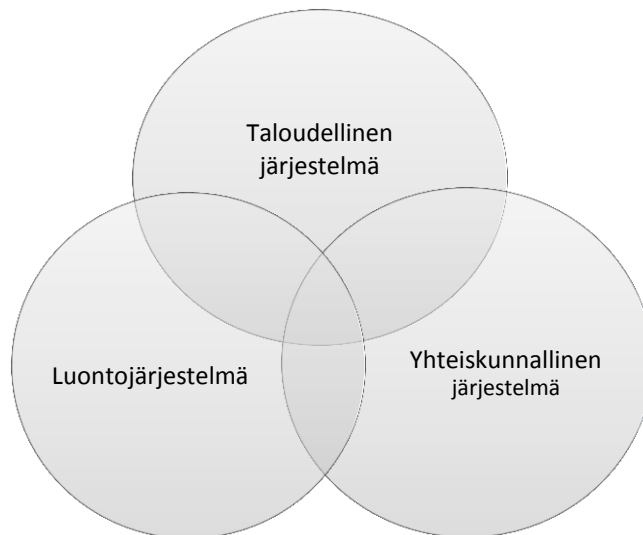 Taloudellinen
järjestelmä
Luontojärjestelmä
Yhteiskunnallinen
järjestelmä